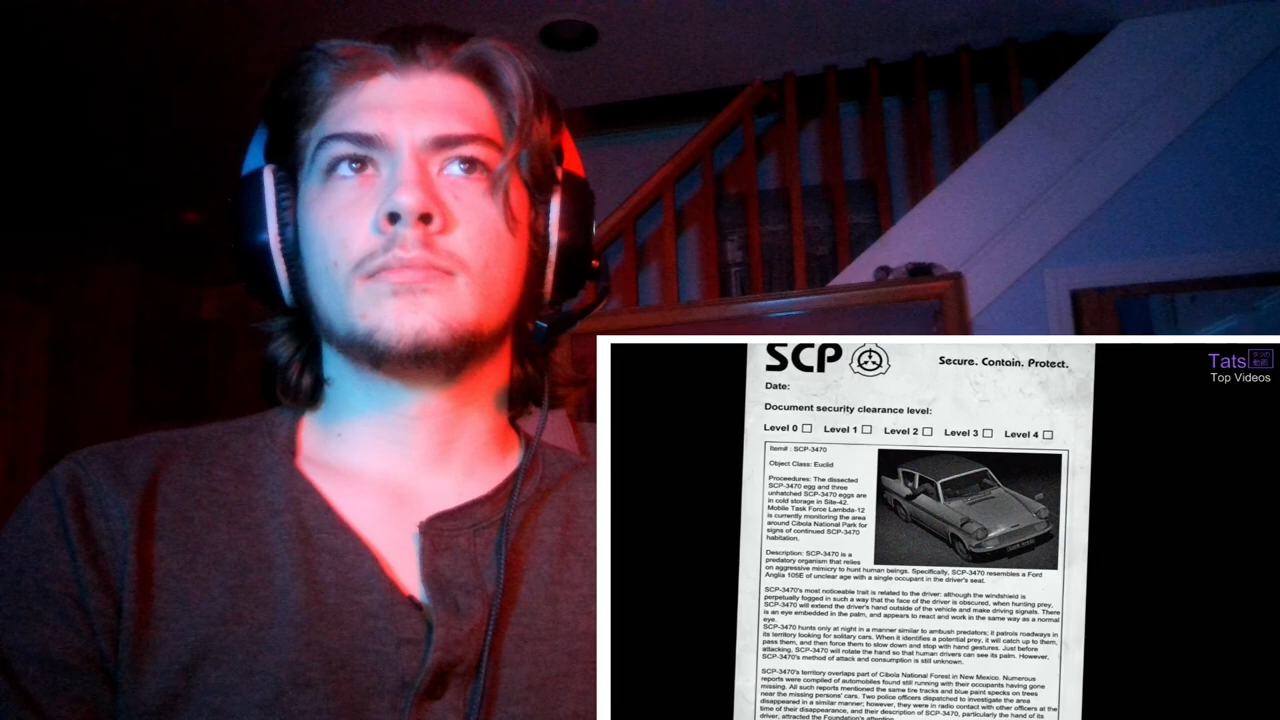 SCP Secure. Contain. Protect.
Tatsタツの動画
Top Videos
Date:
Document security clearance level:
Level 0 Level 1 Level 2 Level 3 Level 4
Item# : SCP-3470
Object Class: Euclid
Proceedures: The dissected
SCP-3470 egg and three
unhatched SCP-3470 eggs are
in cold storage in Site-42.
Mobile Task Force Lambda-12
is currently monitoring the area
around Cibola National Park for
signs of continued SCP-3470
habitation.
Description: SCP-3470 is a
predatory organism that relies
on aggressive mimicry to hunt human beings. Specifically, SCP-3470 resembles a Ford
Anglia 105E of unclear age with a single occupant in the driver's seat.
SCP-3470's most noticeable trait is related to the driver: although the windshield is
perpetually fogged in such a way that the face of the driver is obscured, when hunting prey,
SCP-3470 will extend the driver's hand outside of the vehicle and make driving signals. There
is an eye embedded in the palm, and appears to react and work in the same way as a normal
eye.
SCP-3470 hunts only at night in a manner similar to ambush predators; it patrols roadways in
its territory looking for solitary cars. When it identifies a potential prey, it will catch up to them,
pass them, and then force them to slow down and stop with hand gestures. Just before
attacking, SCP-3470 will rotate the hand so that human drivers can see its palm. However,
SCP-3470's method of attack and consumption is still unknown.
SCP-3470's territory overlaps part of Cibola National Forest in New Mexico. Numerous
reports were compiled of automobiles found still running with their occupants having gone
missing. All such reports mentioned the same tire tracks and blue paint specks on trees
near the missing persons' cars. Two police officers dispatched to investigate the area
disappeared in a similar manner; however, they were in radio contact with other officers at the
time of their disappearance, and their description of SCP-3470, particularly the hand of its
driver, attracted the Foundation's attention.